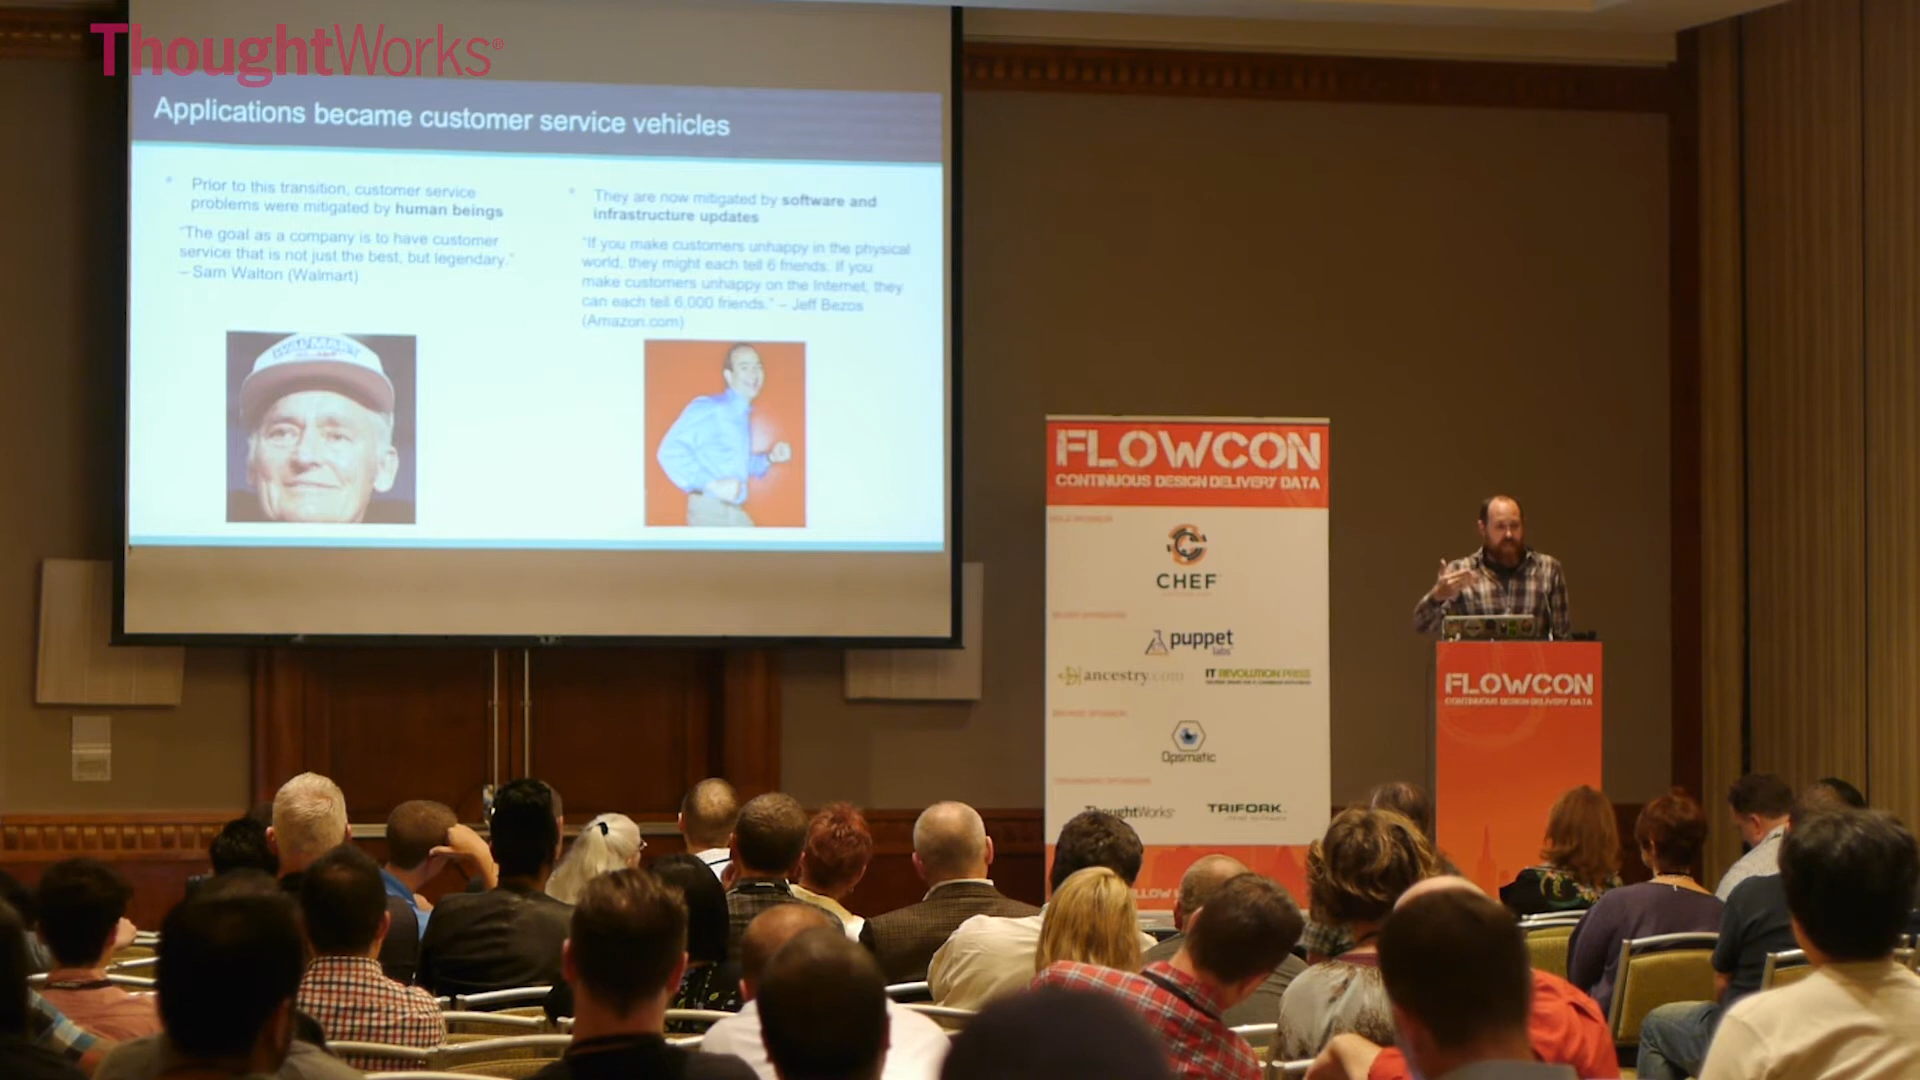 ThoughtWorks®
Applications became customer service vehicles
Prior to this transition, customer service
problems were mitigated by human beings
"The goal as a company is to have customer
service that is not just the best, but legendary."
– Sam Walton (Walmart)
They are now mitigated by software and
infrastructure updates
"If you make customers unhappy in the physical
world, they might each tell 6 friends. If you
make customers unhappy on the Internet, they
can each tell 6,000 friends." – Jeff Bezos
(Amazon.com)
WAL-MART
FLOWCON
CONTINUOUS DESIGN DELIVERY DATA
CHEF
puppet
labs
ancestry.com
IT REVOLUTION PRESS
Opsmatic
ThoughtWorks
TRIFORK.
FLOWCON
CONTINUOUS DESIGN DELIVERY DATA